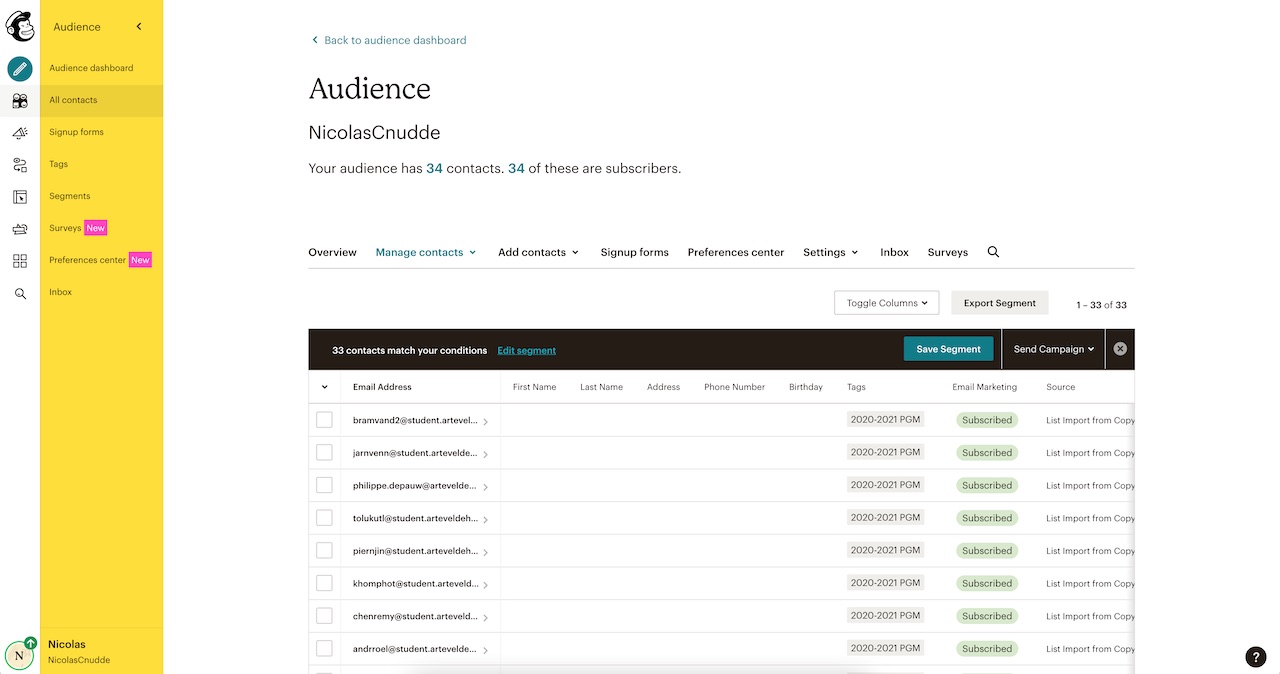 Audience
Audience dashboard
All contacts
Signup forms
Tags
Segments
Surveys New
Preferences center New
Inbox
N
Nicolas
NicolasCnudde
Back to audience dashboard
Audience
NicolasCnudde
Your audience has 34 contacts. 34 of these are subscribers.
Overview Manage contacts Add contacts Signup forms Preferences center Settings Inbox Surveys
Toggle Columns Export Segment 1 – 33 of 33
33 contacts match your conditions Edit segment Save Segment Send Campaign
Email Address First Name Last Name Address Phone Number Birthday Tags Email Marketing Source
bramvand2@student.artevel... 2020-2021 PGM Subscribed List Import from Copy
jarnvenn@student.artevelde... 2020-2021 PGM Subscribed List Import from Copy
philippe.depauw@artevelde... 2020-2021 PGM Subscribed List Import from Copy
tolukutl@student.arteveldeh... 2020-2021 PGM Subscribed List Import from Copy
piernjin@student.arteveldeh... 2020-2021 PGM Subscribed List Import from Copy
khomphot@student.arteveld... 2020-2021 PGM Subscribed List Import from Copy
chenremy@student.arteveld... 2020-2021 PGM Subscribed List Import from Copy
andrroel@student.artevelde... 2020-2021 PGM Subscribed List Import from Copy
?